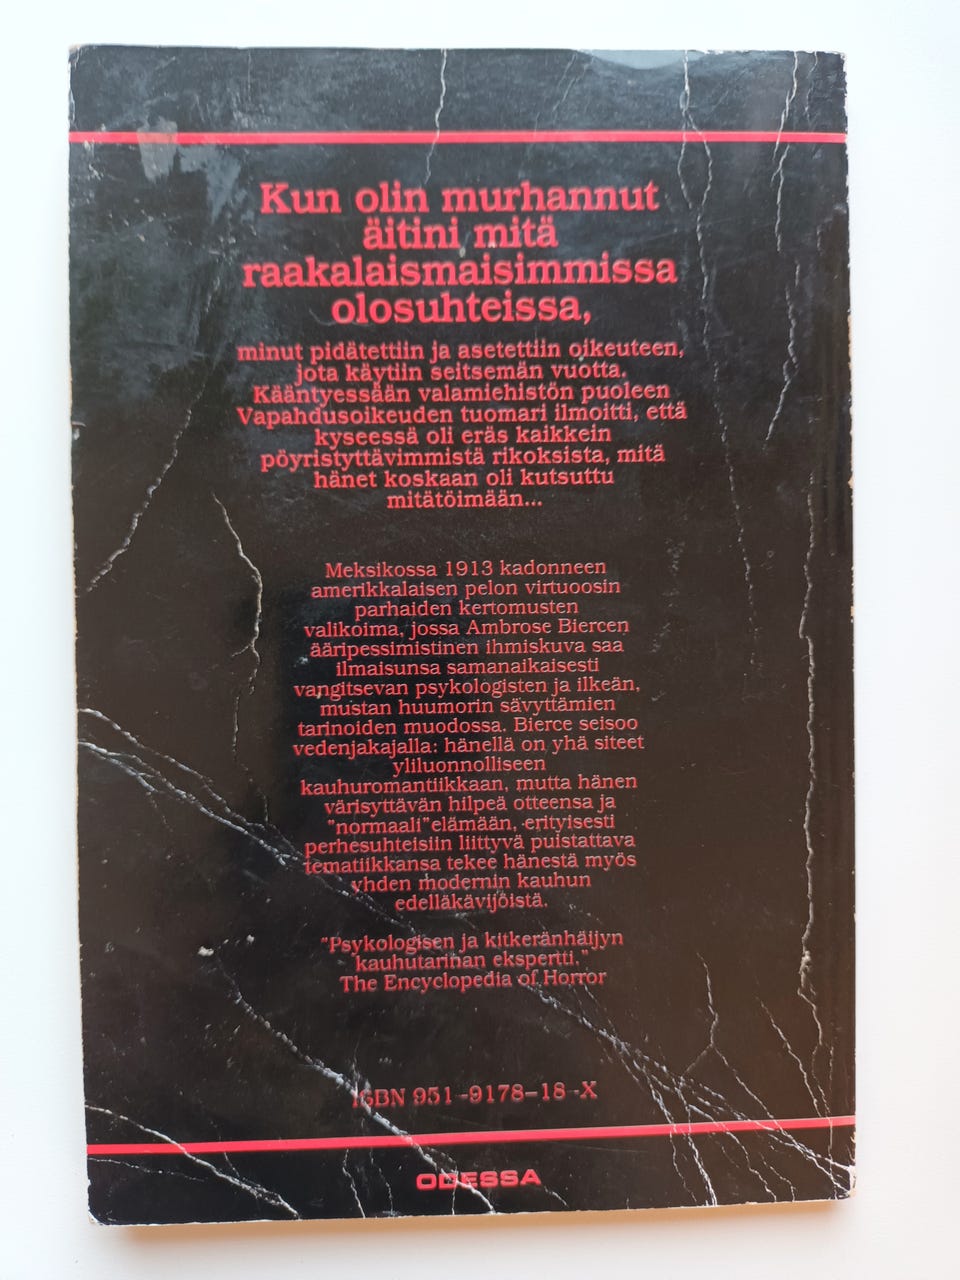 Kun olin murhannut
äitini mitä
raakalaismaisimmissa
olosuhteissa,
minut pidätettiin ja asetettiin oikeuteen,
jota käytiin seitsemän vuotta.
Kääntyessään valamiehistön puoleen
Vapahdusoikeuden tuomari ilmoitti, että
kyseessä oli eräs kaikkein
pöyristyttävimmistä rikoksista, mitä
hänet koskaan oli kutsuttu
mitätöimään...
Meksikossa 1913 kadonneen
amerikkalaisen pelon virtuoosin
parhaiden kertomusten
valikoima, jossa Ambrose Biercen
ääripessimistinen ihmiskuva saa
ilmaisunsa samanaikaisesti
vangitsevan psykologisten ja ilkeän,
mustan huumorin sävyttämien
tarinoiden muodossa. Bierce seisoo
vedenjakajalla: hänellä on yhä siteet
yliluonnolliseen
kauhuromantiikkaan, mutta hänen
värisyttävän hilpeä otteensa ja
"normaali"elämään, erityisesti
perhesuhteisiin liittyvä puistattava
tematiikkansa tekee hänestä myös
yhden modernin kauhun
edelläkävijöistä.
"Psykologisen ja kitkeränhäijyn
kauhutarinan ekspertti."
The Encyclopedia of Horror
ISBN 951-9178-18-X
ODESSA